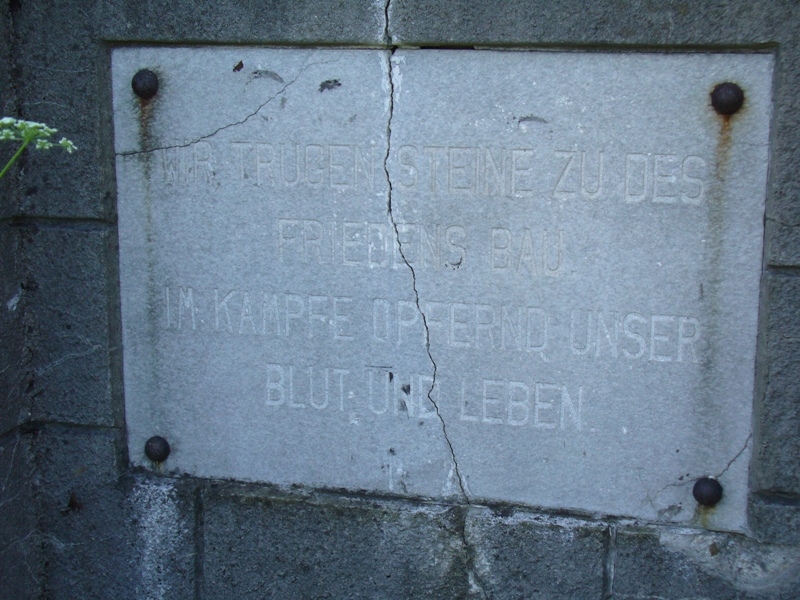 WIR TRUGEN STEINE ZU DES
FRIEDENS BAU
IM KAMPFE OPFERND UNSER
BLUT UND LEBEN.